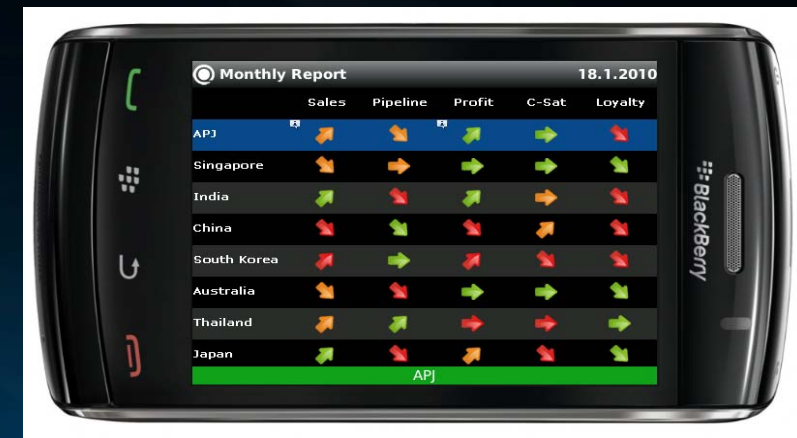 Monthly Report 18.1.2010
Sales Pipeline Profit C-Sat Loyalty
APJ
Singapore
India
China
South Korea
Australia
Thailand
Japan
APJ
BlackBerry